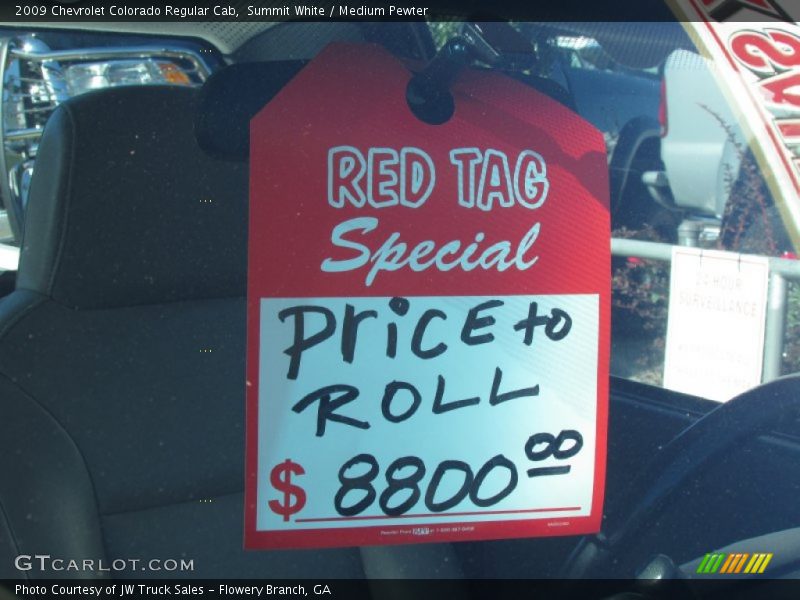 2009 Chevrolet Colorado Regular Cab, Summit White / Medium Pewter
RED TAG
Special
PRICE to
ROLL
$ 8800 00
24 HOUR
SURVEILLANCE
GTCARLOT.COM
Photo Courtesy of JW Truck Sales - Flowery Branch, GA